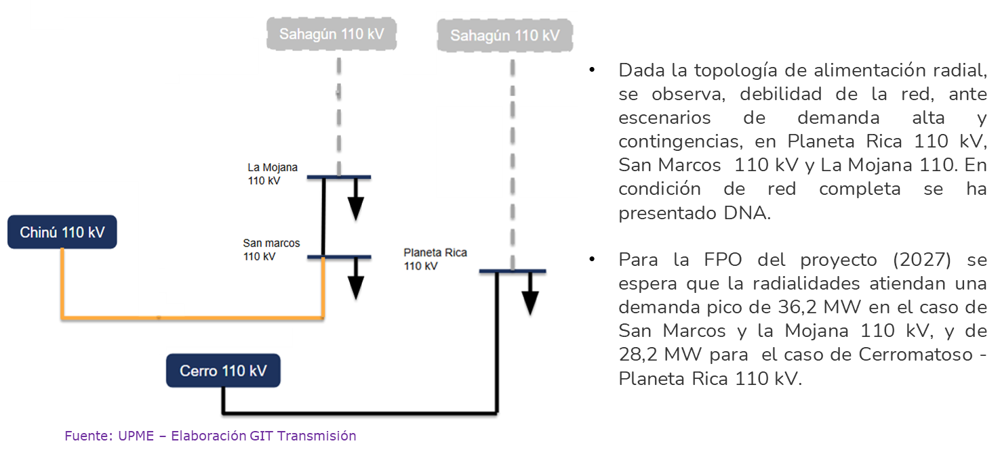 Sahagún 110 kV
Sahagún 110 kV
La Mojana
110 kV
Chinú 110 kV
San marcos
110 kV
Planeta Rica
110 kV
Cerro 110 kV
Fuente: UPME – Elaboración GIT Transmisión
• Dada la topología de alimentación radial,
se observa, debilidad de la red, ante
escenarios de demanda alta y
contingencias, en Planeta Rica 110 kV,
San Marcos 110 kV y La Mojana 110. En
condición de red completa se ha
presentado DNA.
• Para la FPO del proyecto (2027) se
espera que la radialidades atiendan una
demanda pico de 36,2 MW en el caso de
San Marcos y la Mojana 110 kV, y de
28,2 MW para el caso de Cerromatoso -
Planeta Rica 110 kV.